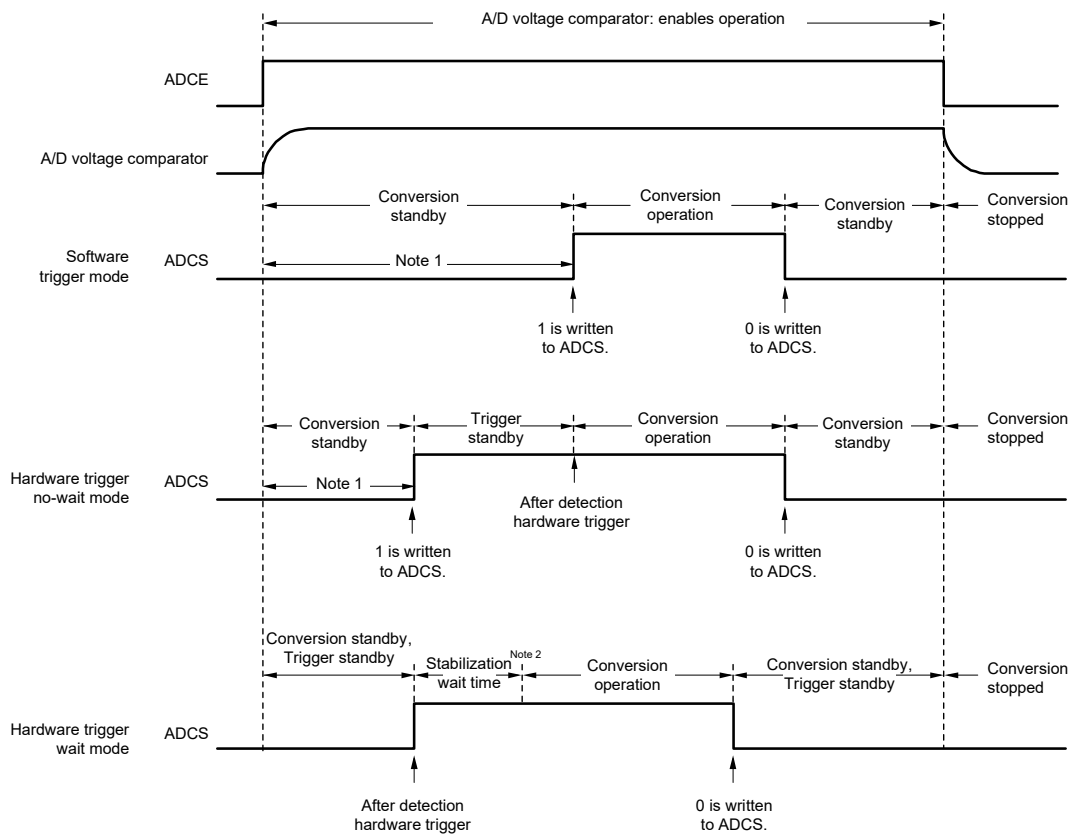 A/D voltage comparator: enables operation
ADCE
A/D voltage comparator
Conversion
standby
Conversion
operation
Conversion
standby
Conversion
stopped
Software
trigger mode
ADCS
Note 1
1 is written
to ADCS.
0 is written
to ADCS.
Conversion
standby
Trigger
standby
Conversion
operation
Conversion
standby
Conversion
stopped
Hardware trigger
no-wait mode
ADCS
Note 1
After detection
hardware trigger
1 is written
to ADCS.
0 is written
to ADCS.
Conversion standby,
Trigger standby
Stabilization Note 2
wait time
Conversion
operation
Conversion standby,
Trigger standby
Conversion
stopped
Hardware trigger
wait mode
ADCS
After detection
hardware trigger
0 is written
to ADCS.